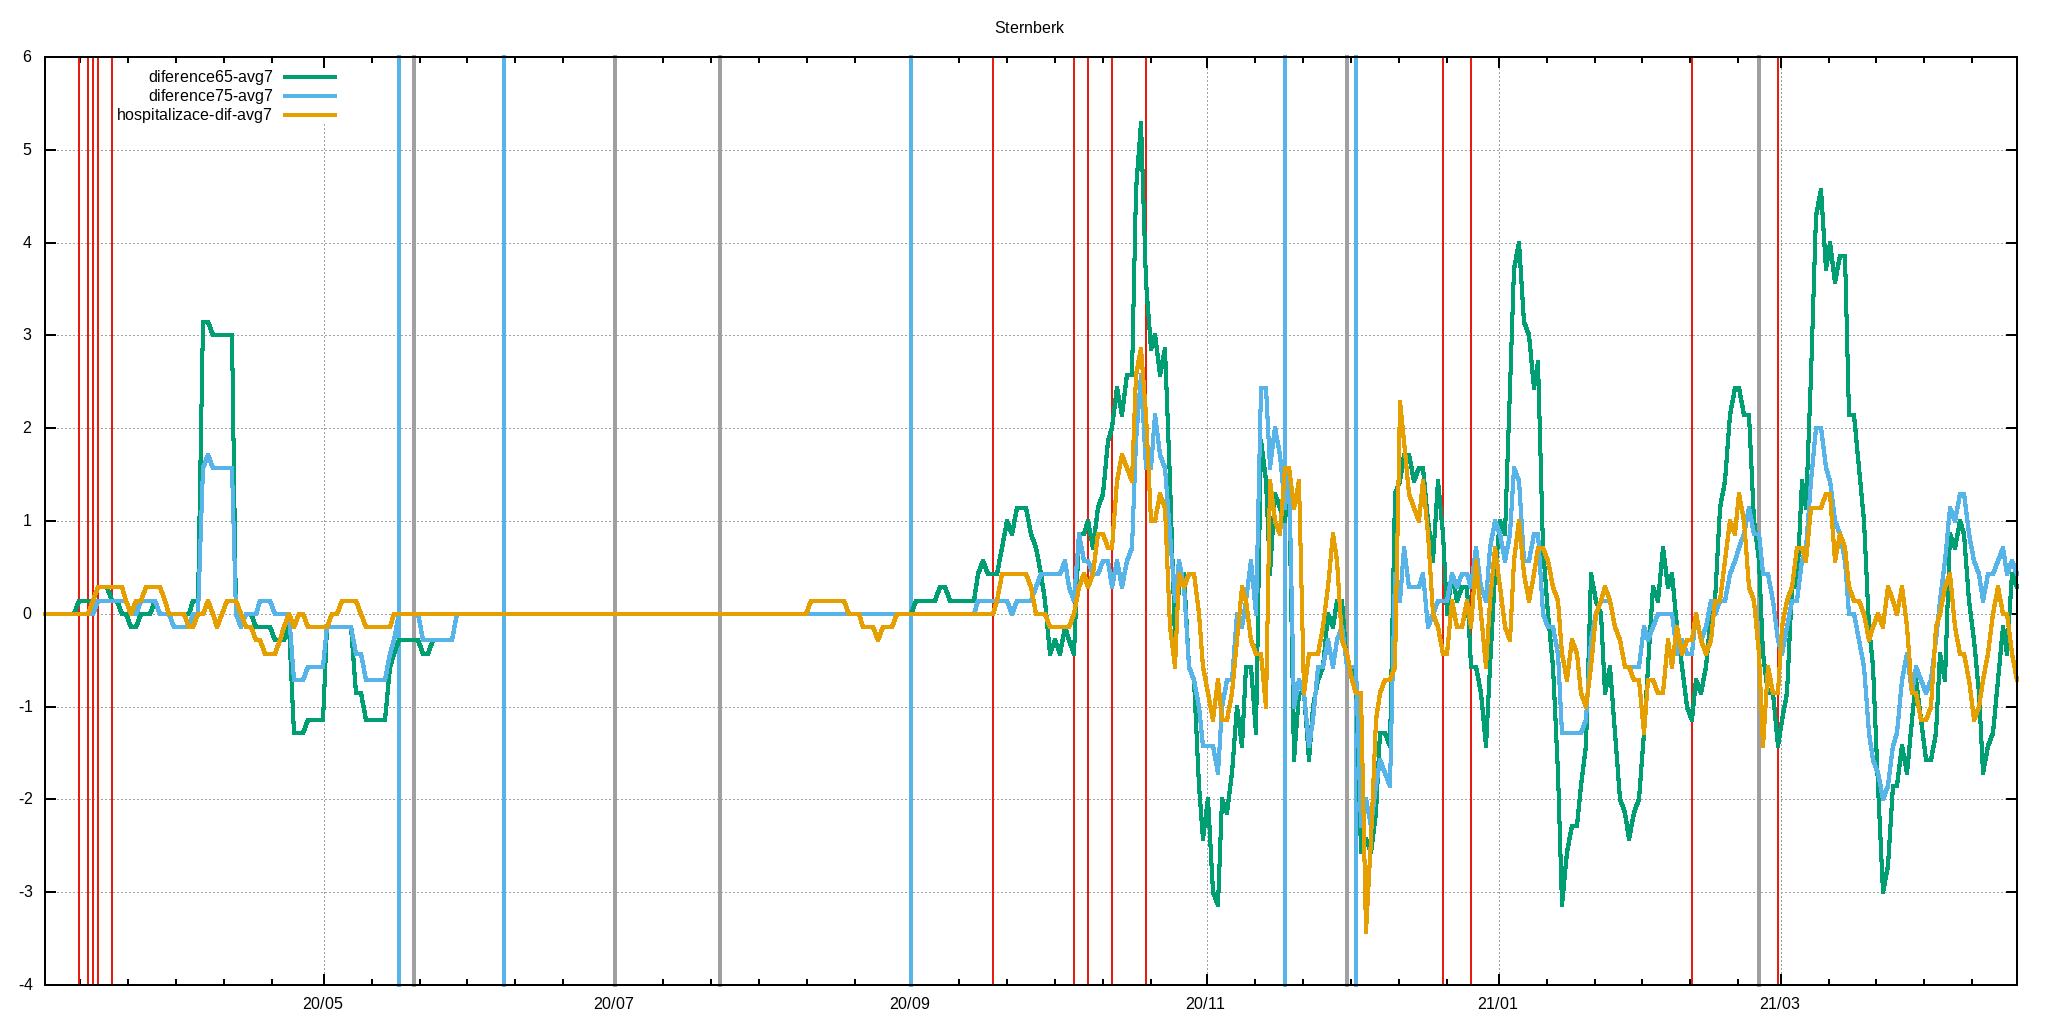 Sternberk
diference65-avg7
diference75-avg7
hospitalizace-dif-avg7
6
5
4
3
2
1
0
-1
-2
-3
-4
20/05 20/07 20/09 20/11 21/01 21/03